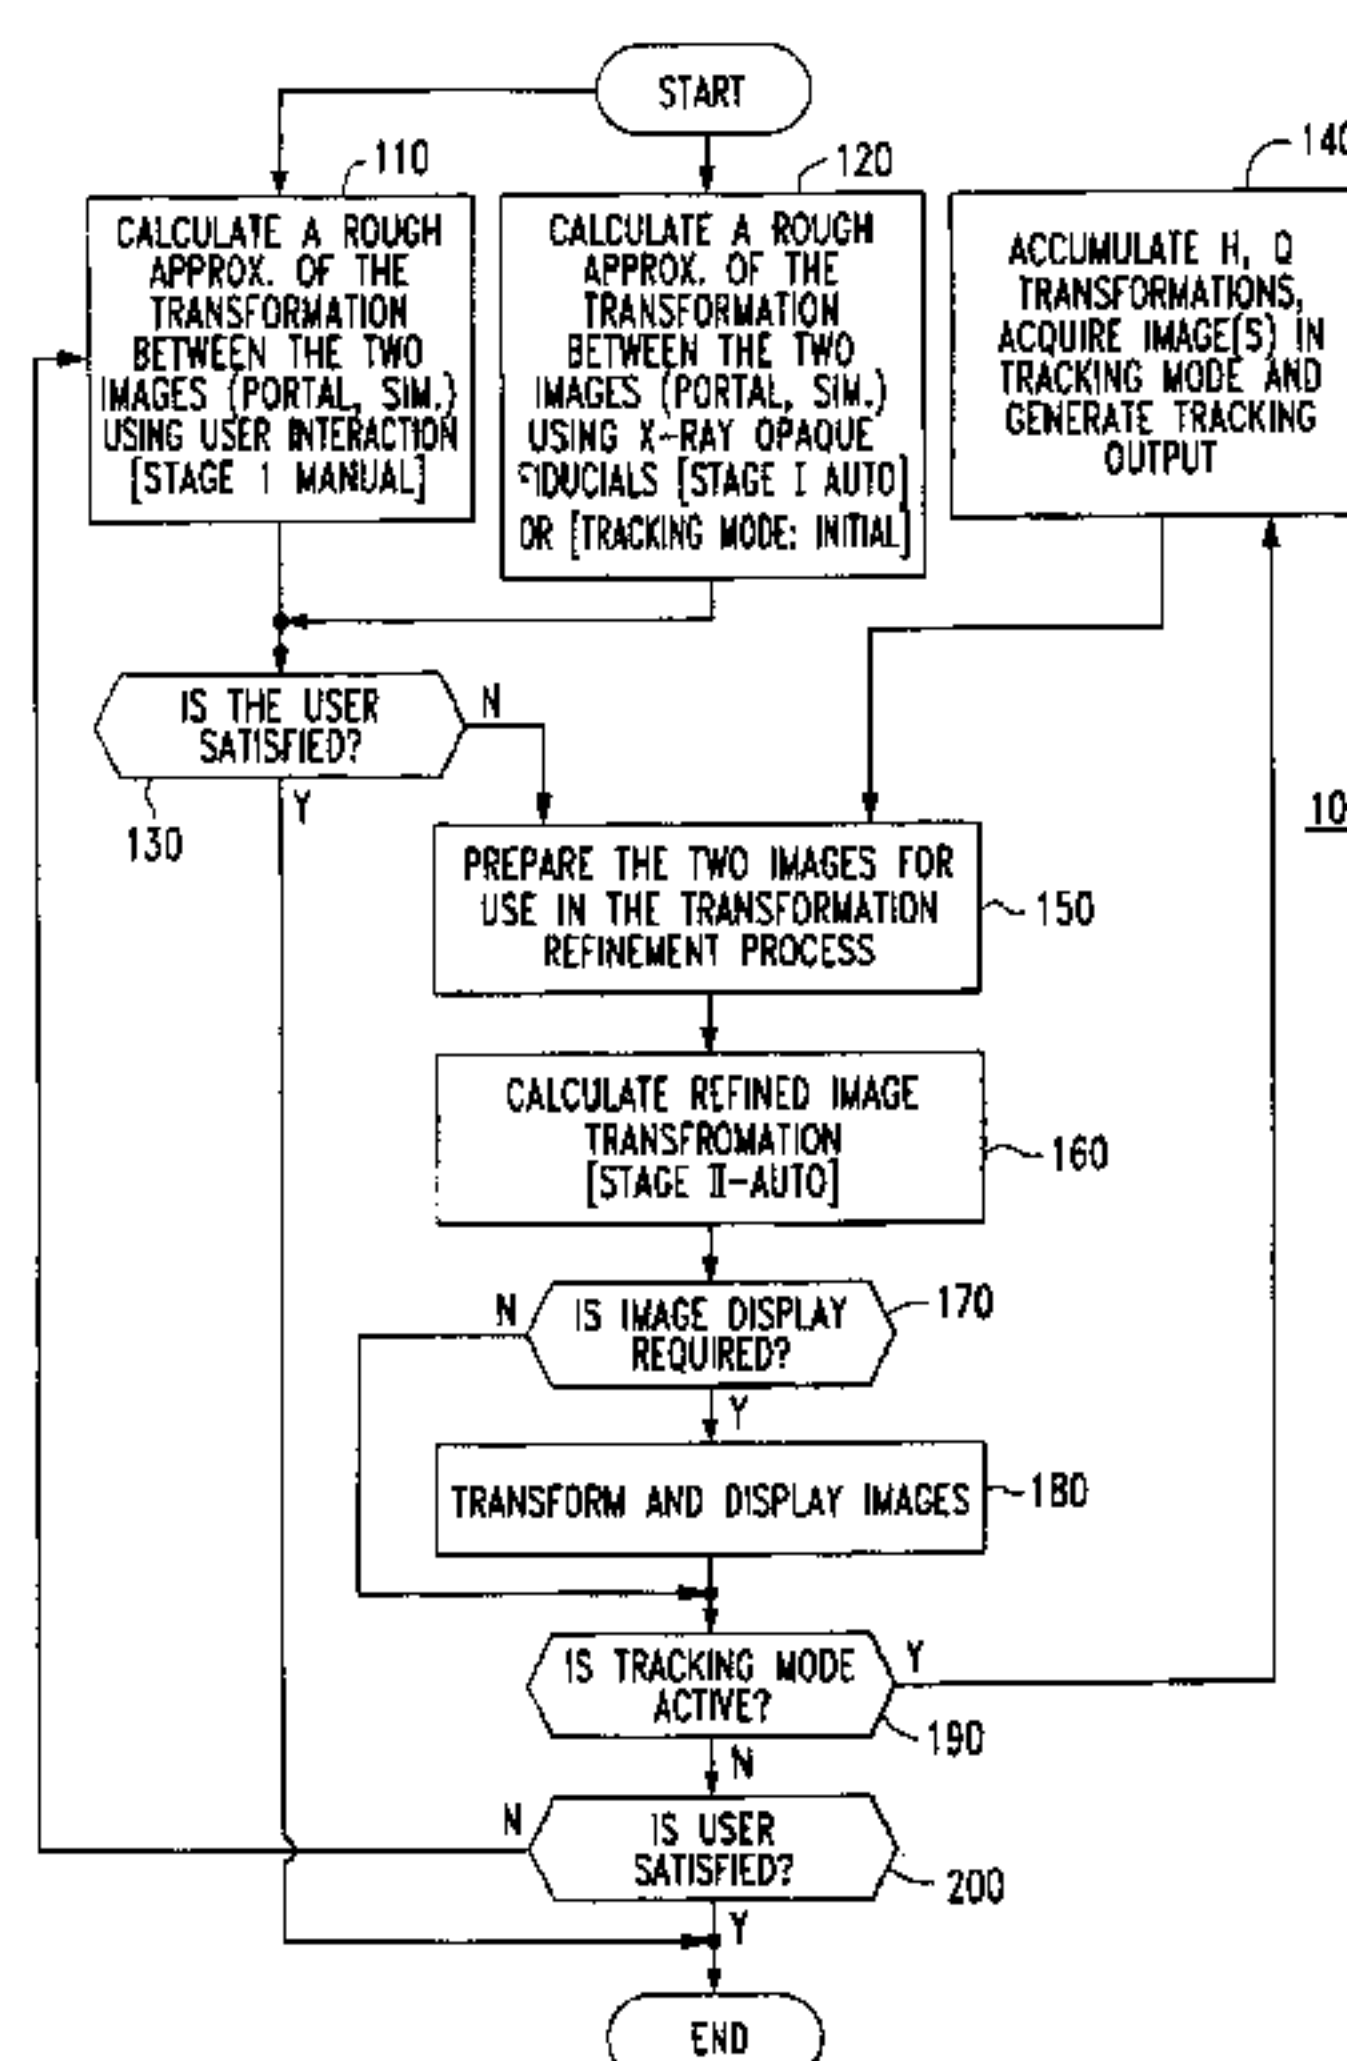 START
110
CALCULATE A ROUGH
APPROX. OF THE
TRANSFORMATION
BETWEEN THE TWO
IMAGES (PORTAL, SIM.)
USING USER INTERACTION
[STAGE 1 MANUAL]
120
CALCULATE A ROUGH
APPROX. OF THE
TRANSFORMATION
BETWEEN THE TWO
IMAGES (PORTAL, SIM.)
USING X-RAY OPAQUE
FIDUCIALS [STAGE I AUTO]
OR [TRACKING MODE: INITIAL]
140
ACCUMULATE H, Q
TRANSFORMATIONS,
ACQUIRE IMAGE(S) IN
TRACKING MODE AND
GENERATE TRACKING
OUTPUT
IS THE USER
SATISFIED?
N
Y
130
10
PREPARE THE TWO IMAGES FOR
USE IN THE TRANSFORMATION
REFINEMENT PROCESS
150
CALCULATE REFINED IMAGE
TRANSFROMATION
[STAGE II-AUTO]
160
N
IS IMAGE DISPLAY
REQUIRED?
170
Y
TRANSFORM AND DISPLAY IMAGES
180
IS TRACKING MODE
ACTIVE?
Y
190
N
N
IS USER
SATISFIED?
200
Y
END